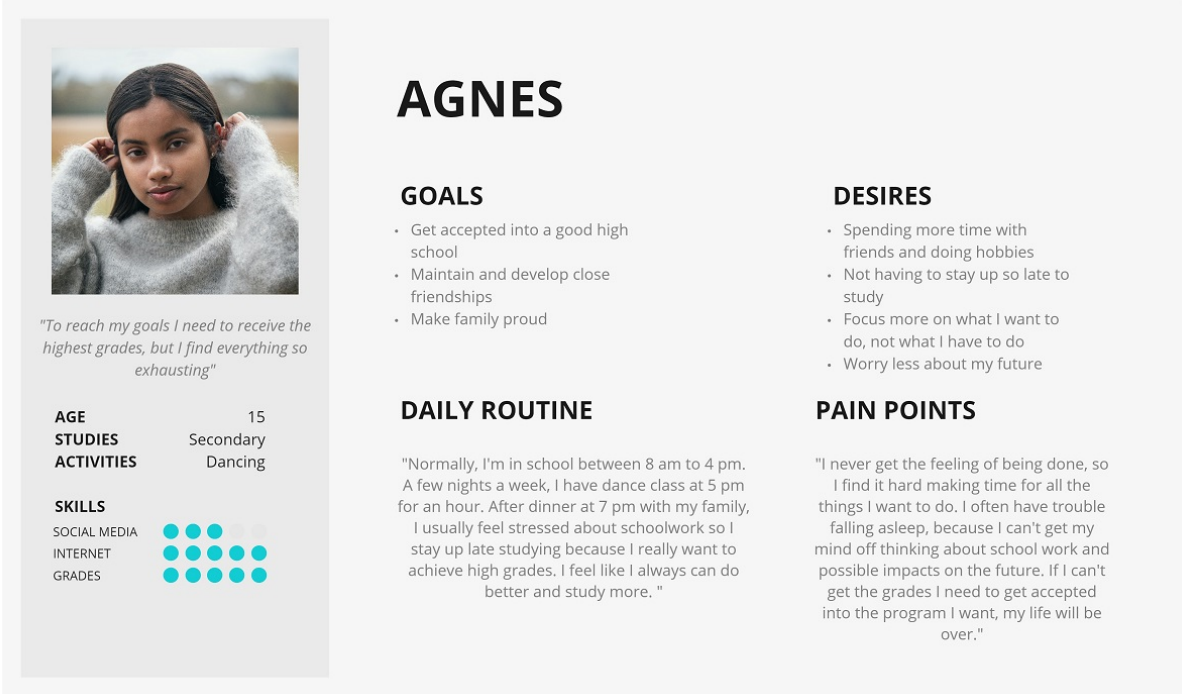 AGNES
"To reach my goals I need to receive the
highest grades, but I find everything so
exhausting"
AGE 15
STUDIES Secondary
ACTIVITIES Dancing
SKILLS
SOCIAL MEDIA
INTERNET
GRADES
GOALS
• Get accepted into a good high
school
• Maintain and develop close
friendships
• Make family proud
DESIRES
• Spending more time with
friends and doing hobbies
• Not having to stay up so late to
study
• Focus more on what I want to
do, not what I have to do
• Worry less about my future
DAILY ROUTINE
"Normally, I'm in school between 8 am to 4 pm.
A few nights a week, I have dance class at 5 pm
for an hour. After dinner at 7 pm with my family,
I usually feel stressed about schoolwork so I
stay up late studying because I really want to
achieve high grades. I feel like I always can do
better and study more. "
PAIN POINTS
"I never get the feeling of being done, so
I find it hard making time for all the
things I want to do. I often have trouble
falling asleep, because I can't get my
mind off thinking about school work and
possible impacts on the future. If I can't
get the grades I need to get accepted
into the program I want, my life will be
over."